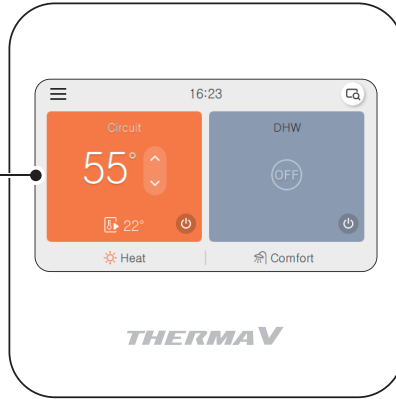 16:23
Circuit
DHW
55°
OFF
22°
Heat
Comfort
THERMA V